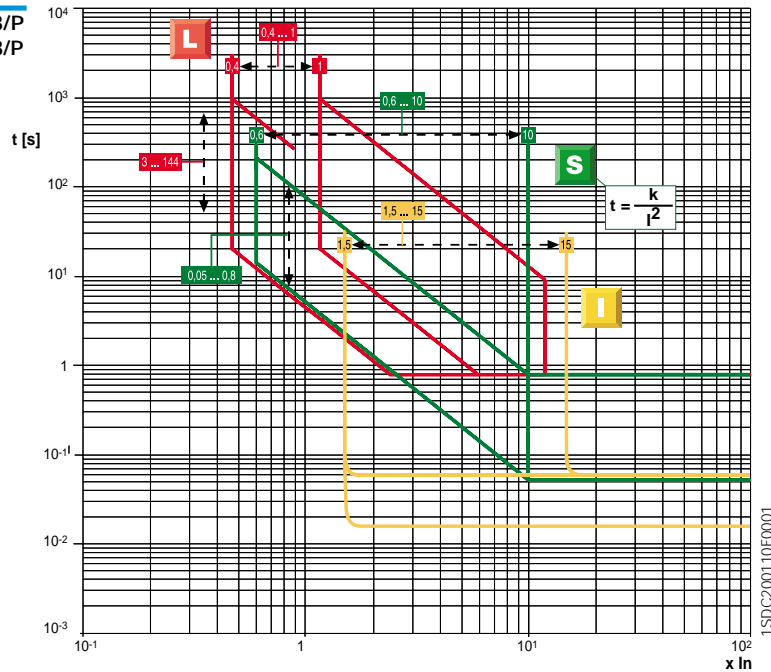 3/P
3/P
10⁴
L
0,4 ... 1
0,4
1
10³
0,6 ... 10
t [s]
0,6
10
3 ... 144
S
10²
t = k / I²
1,5 ... 15
1,5
15
10¹
0,05 ... 0,8
I
1
10-¹
10-²
10-³
10-¹
1
10¹
10²
x In
1SDC200110F0001